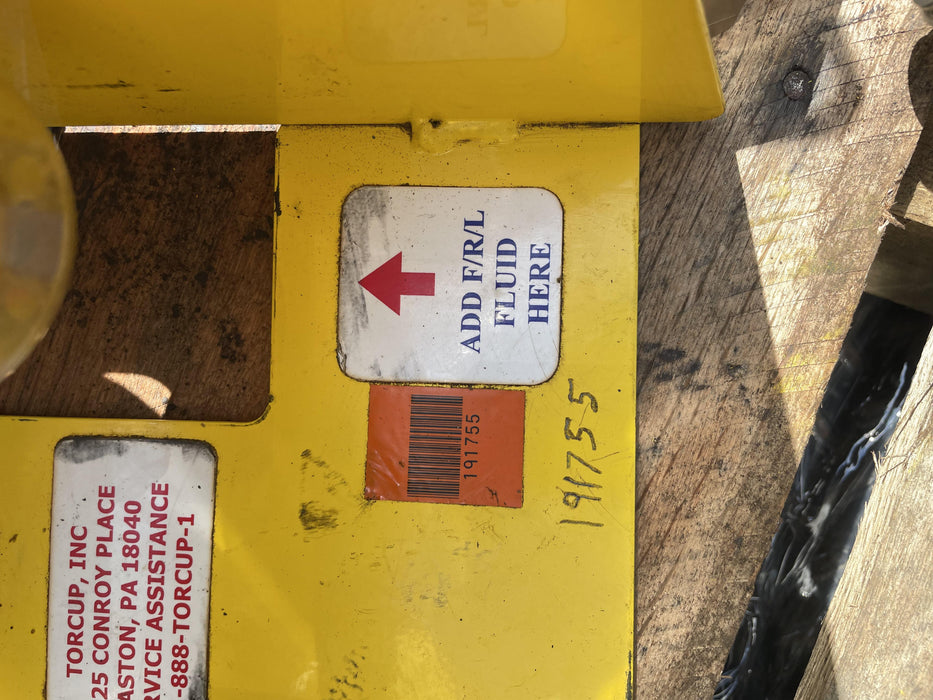 ADD F/R/L
FLUID
HERE
191755
191755
TORCUP, INC
25 CONROY PLACE
ASTON, PA 18040
RVICE ASSISTANCE
-888-TORCUP-1